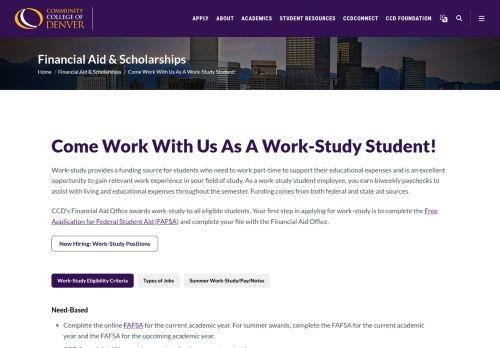 COMMUNITY
COLLEGE OF
DENVER
APPLY ABOUT ACADEMICS STUDENT RESOURCES CCDCONNECT CCD FOUNDATION
Financial Aid & Scholarships
Home / Financial Aid & Scholarships / Come Work With Us As A Work-Study Student!
Come Work With Us As A Work-Study Student!
Work-study provides a funding source for students who need to work part-time to support their educational expenses and is an excellent
opportunity to gain relevant work experience in your field of study. As a work-study student employee, you earn biweekly paychecks to
assist with living and educational expenses throughout the semester. Funding comes from both federal and state aid sources.
CCD's Financial Aid Office awards work-study to all eligible students. Your first step in applying for work-study is to complete the Free
Application for Federal Student Aid (FAFSA) and complete your file with the Financial Aid Office.
Now Hiring: Work-Study Positions
Work-Study Eligibility Criteria Types of Jobs Summer Work-Study/Pay/Notes
Need-Based
• Complete the online FAFSA for the current academic year. For summer awards, complete the FAFSA for the current academic
year and the FAFSA for the upcoming academic year.